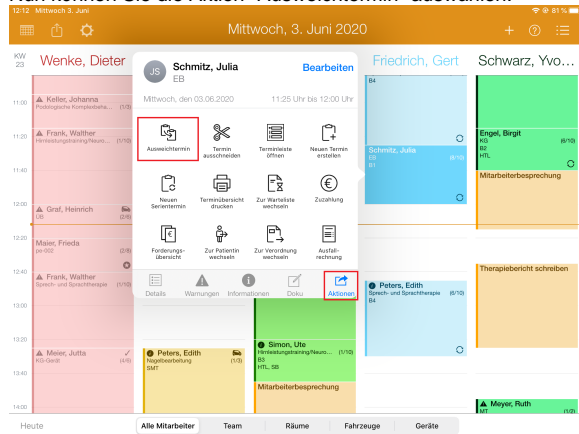 Nun können Sie die Aktion "Ausweichtermin" auswählen:
12:12 Mittwoch 3. Juni
81 %
Mittwoch, 3. Juni 2020
KW
23
Wenke, Dieter
Friedrich, Gert
Schwarz, Yvo...
JS
Schmitz, Julia
EB
Bearbeiten
Mittwoch, den 03.06.2020
11:25 Uhr bis 12:00 Uhr
Ausweichtermin
Termin
ausschneiden
Terminleiste
öffnen
Neuen Termin
erstellen
Neuen
Serientermin
Terminübersicht
drucken
Zur Warteliste
wechseln
Zuzahlung
Forderungs-
übersicht
Zur Patientin
wechseln
Zur Verordnung
wechseln
Ausfall-
rechnung
Details
Warnungen
Informationen
Doku
Aktionen
11:00
11:20
11:40
12:00
12:20
12:40
13:00
13:20
13:40
14:00
Keller, Johanna
Podologische Komplexbeha... (1/3)
Frank, Walther
Hirnleistungstraining/Neuro... (1/10)
Graf, Heinrich
ÜB (2/6)
Maier, Frieda
(2/8)
Frank, Walther
Sprech- und Sprachtherapie (1/10)
Meier, Jutta
KG-Gerät (4/6)
Peters, Edith
Nagelbearbeitung (1/3)
SMT
Simon, Ute
Hirnleistungstraining/Neuro... (1/10)
B3
HTL, SB
Mitarbeiterbesprechung
B4
Schmitz, Julia
EB (6/10)
B1
Peters, Edith
Sprech- und Sprachtherapie (6/10)
B4
Engel, Birgit
KG (6/10)
B2
HTL
Mitarbeiterbesprechung
Therapiebericht schreiben
Meyer, Ruth
MT (1/2)
Heute
Alle Mitarbeiter
Team
Räume
Fahrzeuge
Geräte